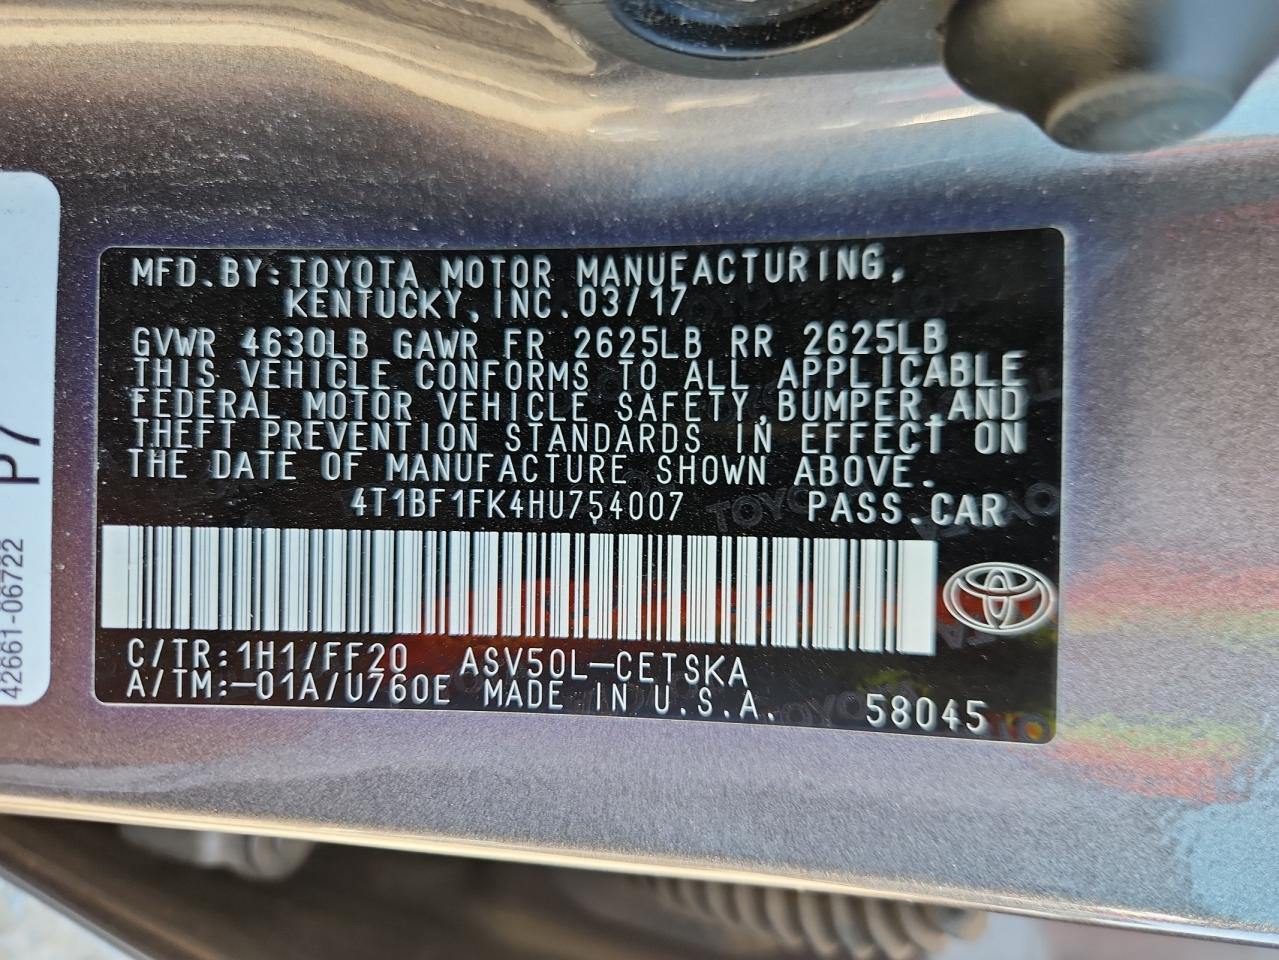 MFD.BY:TOYOTA MOTOR MANUFACTURING,
KENTUCKY,INC.03/17
GVWR 4630LB GAWR FR 2625LB RR 2625LB
THIS VEHICLE CONFORMS TO ALL APPLICABLE
FEDERAL MOTOR VEHICLE SAFETY,BUMPER,AND
THEFT PREVENTION STANDARDS IN EFFECT ON
THE DATE OF MANUFACTURE SHOWN ABOVE.
4T1BF1FK4HU754007 PASS.CAR
C/TR:1H1/FF20 ASV50L-CETSKA
A/TM:-01A/U760E MADE IN U.S.A. 58045
P7
42661-06722